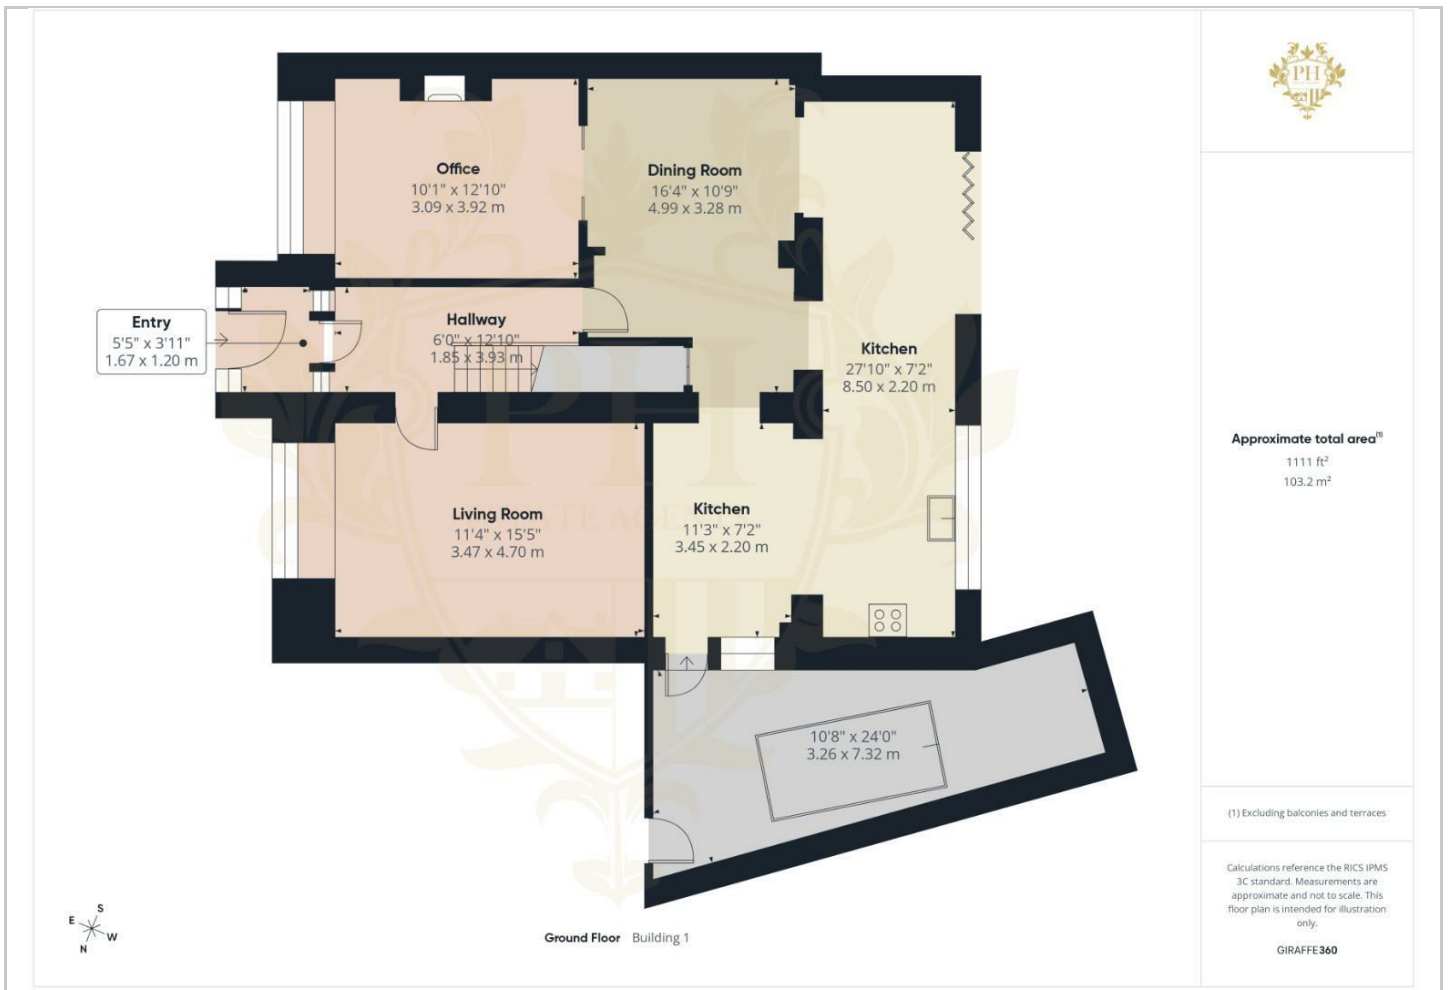 PH
Office
10'1" x 12'10"
3.09 x 3.92 m
Dining Room
16'4" x 10'9"
4.99 x 3.28 m
Entry
5'5" x 3'11"
1.67 x 1.20 m
Hallway
6'0" x 12'10"
1.85 x 3.93 m
Kitchen
27'10" x 7'2"
8.50 x 2.20 m
Living Room
11'4" x 15'5"
3.47 x 4.70 m
Kitchen
11'3" x 7'2"
3.45 x 2.20 m
10'8" x 24'0"
3.26 x 7.32 m
PH
Approximate total area(1)
1111 ft²
103.2 m²
(1) Excluding balconies and terraces
Calculations reference the RICS IPMS
3C standard. Measurements are
approximate and not to scale. This
floor plan is intended for illustration
only.
GIRAFFE360
S
E
W
N
Ground Floor Building 1